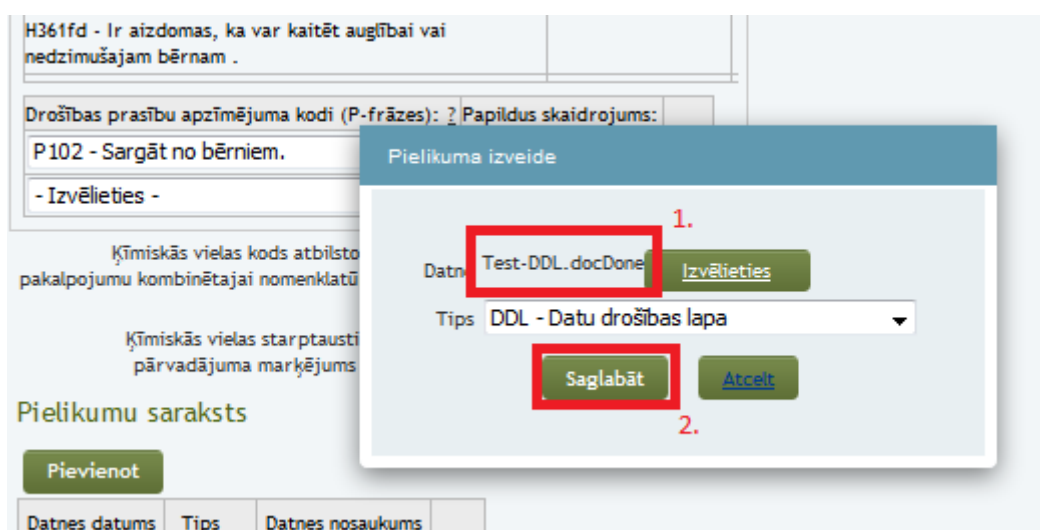 H361fd - Ir aizdomas, ka var kaitēt auglībai vai
nedzimušajam bērnam .
Drošības prasību apzīmējuma kodi (P-frāzes): ? Papildus skaidrojums:
P102 - Sargāt no bērniem.
- Izvēlieties -
Ķīmiskās vielas kods atbilsto
pakalpojumu kombinētajai nomenklatū
Ķīmiskās vielas starptausti
pārvadājuma marķējums
Pielikumu saraksts
Pievienot
Datnes datums Tips Datnes nosaukums
Pielikuma izveide
1.
Datn Test-DDL.docDone Izvēlieties
Tips DDL - Datu drošības lapa
Saglabāt Atcelt
2.